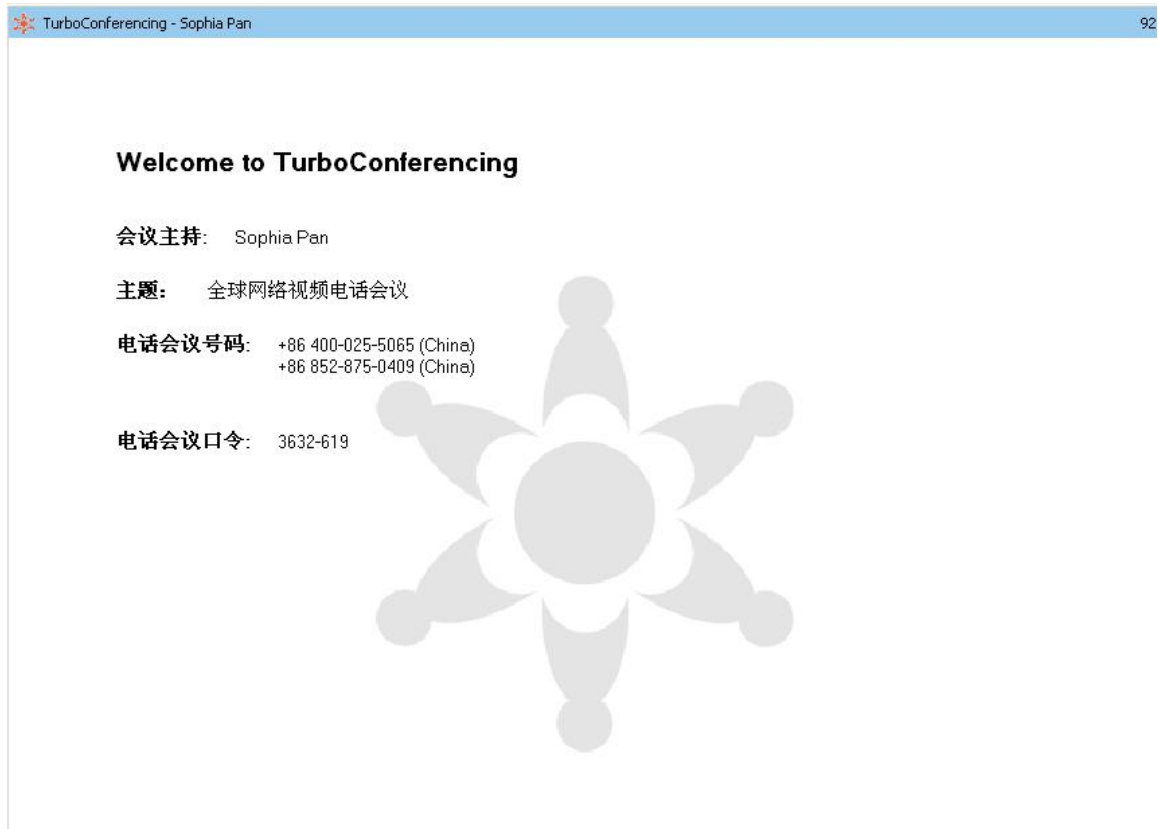 TurboConferencing - Sophia Pan 92
Welcome to TurboConferencing
会议主持: Sophia Pan
主题： 全球网络视频电话会议
电话会议号码: +86 400-025-5065 (China)
+86 852-875-0409 (China)
电话会议口令: 3632-619